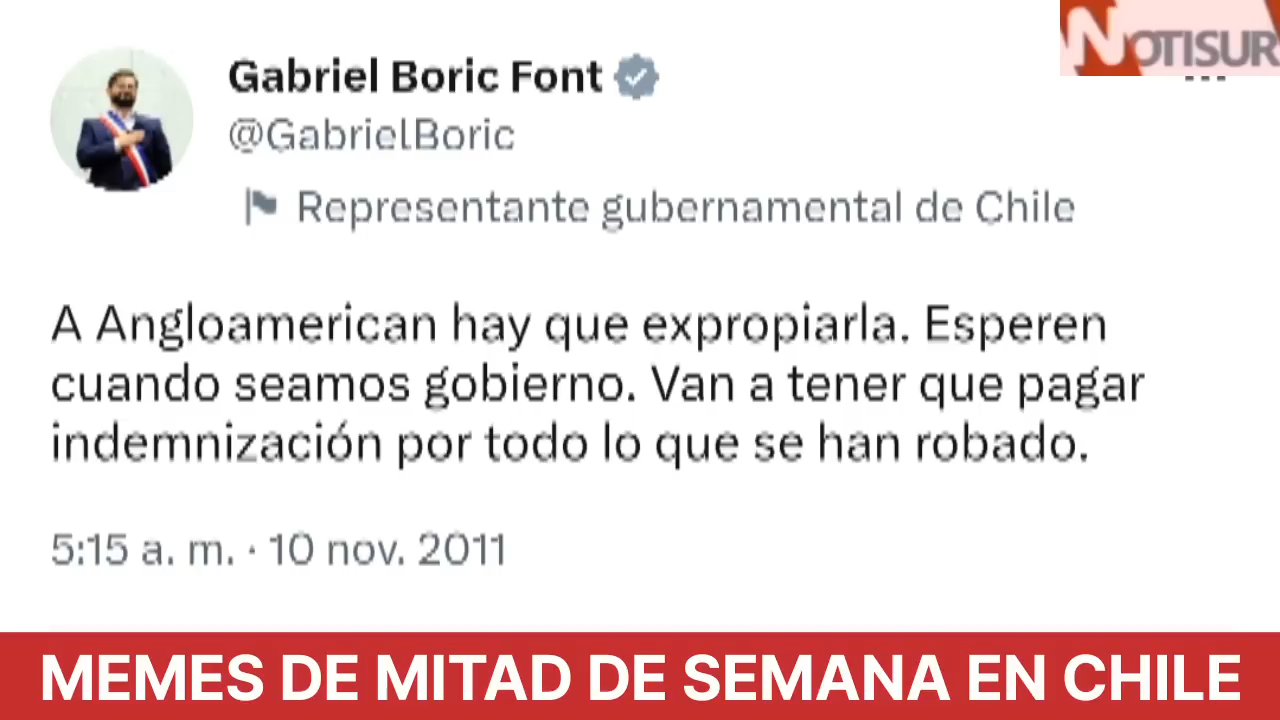 NOTISUR
Gabriel Boric Font
@GabrielBoric
Representante gubernamental de Chile
A Angloamerican hay que expropiarla. Esperen
cuando seamos gobierno. Van a tener que pagar
indemnización por todo lo que se han robado.
5:15 a. m. · 10 nov. 2011
MEMES DE MITAD DE SEMANA EN CHILE